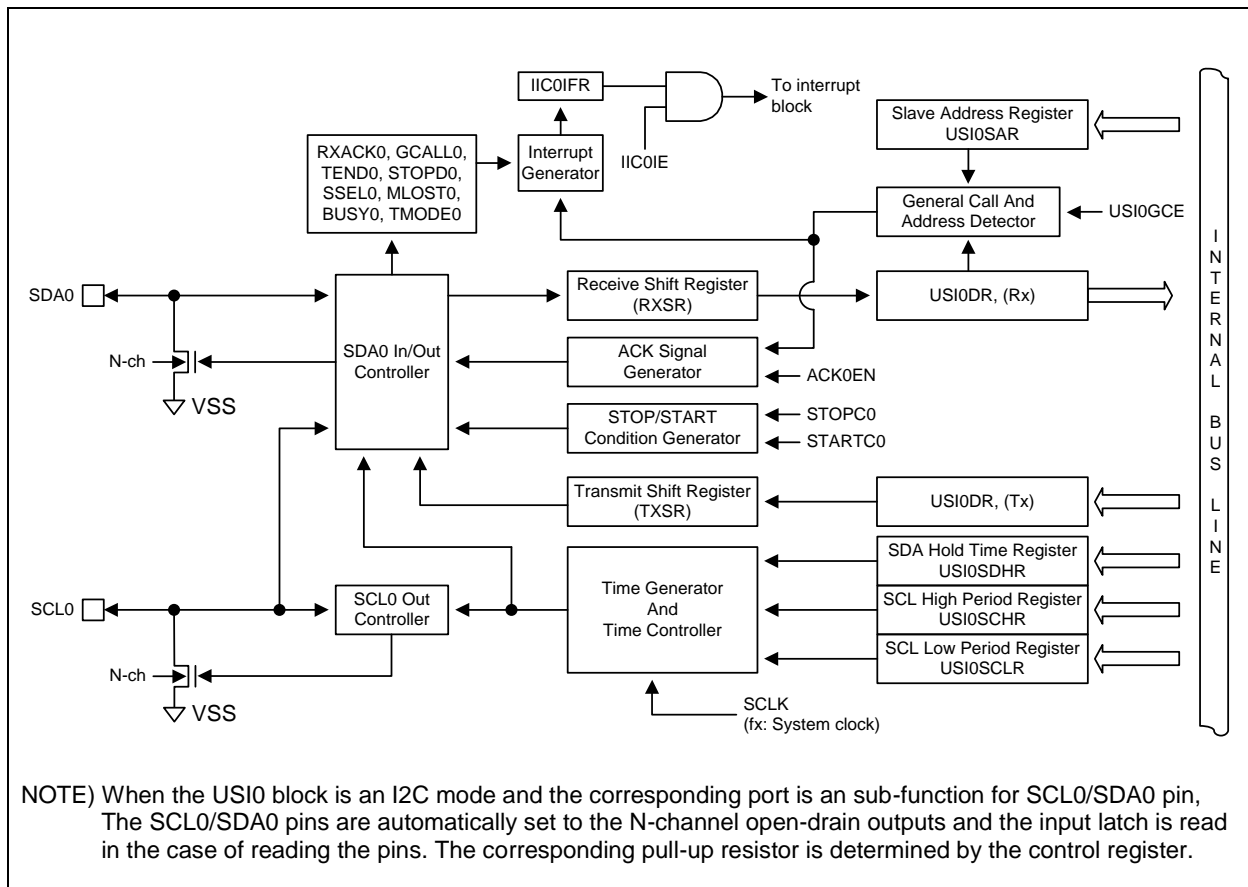 IIC0IFR
To interrupt
block
Slave Address Register
USI0SAR
RXACK0, GCALL0,
TEND0, STOPD0,
SSEL0, MLOST0,
BUSY0, TMODE0
Interrupt
Generator
IIC0IE
General Call And
Address Detector
USI0GCE
SDA0
Receive Shift Register
(RXSR)
USI0DR, (Rx)
N-ch
SDA0 In/Out
Controller
ACK Signal
Generator
ACK0EN
VSS
STOP/START
Condition Generator
STOPC0
STARTC0
Transmit Shift Register
(TXSR)
USI0DR, (Tx)
SDA Hold Time Register
USI0SDHR
SCL0
SCL0 Out
Controller
Time Generator
And
Time Controller
SCL High Period Register
USI0SCHR
SCL Low Period Register
USI0SCLR
N-ch
VSS
SCLK
(fx: System clock)
INTERNAL BUS LINE
NOTE) When the USI0 block is an I2C mode and the corresponding port is an sub-function for SCL0/SDA0 pin,
The SCL0/SDA0 pins are automatically set to the N-channel open-drain outputs and the input latch is read
in the case of reading the pins. The corresponding pull-up resistor is determined by the control register.